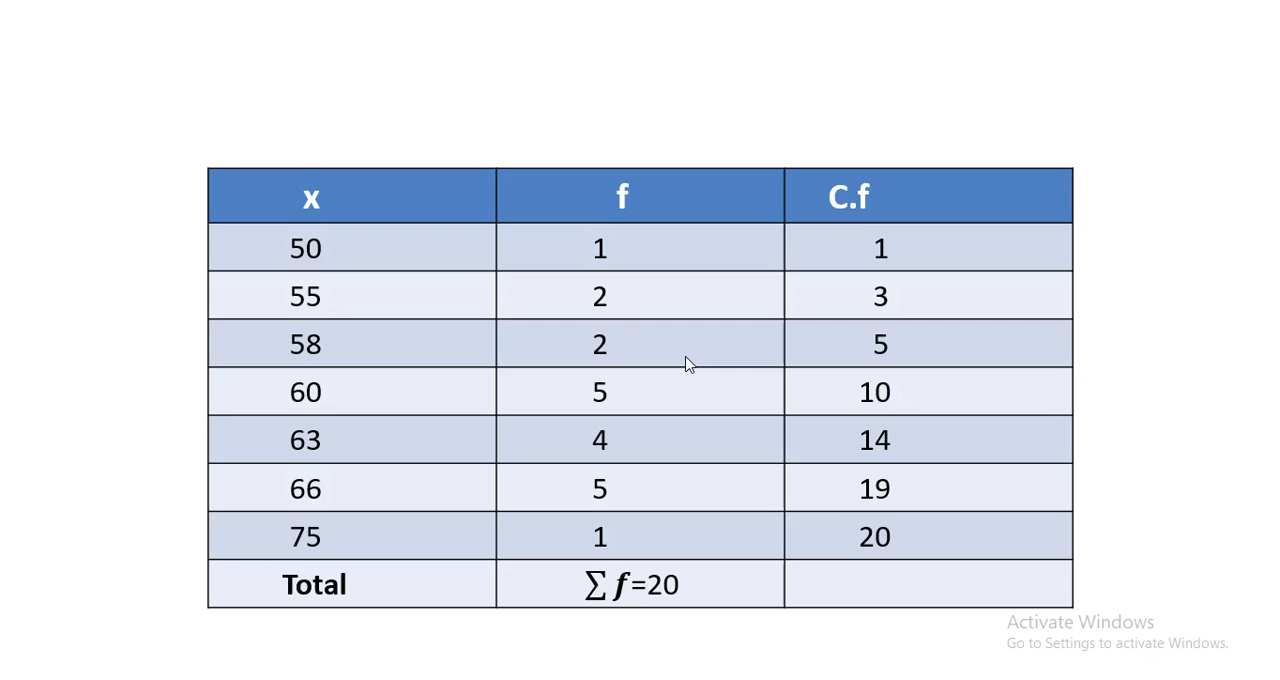 x f C.f
50 1 1
55 2 3
58 2 5
60 5 10
63 4 14
66 5 19
75 1 20
Total ∑ f=20
Activate Windows
Go to Settings to activate Windows.